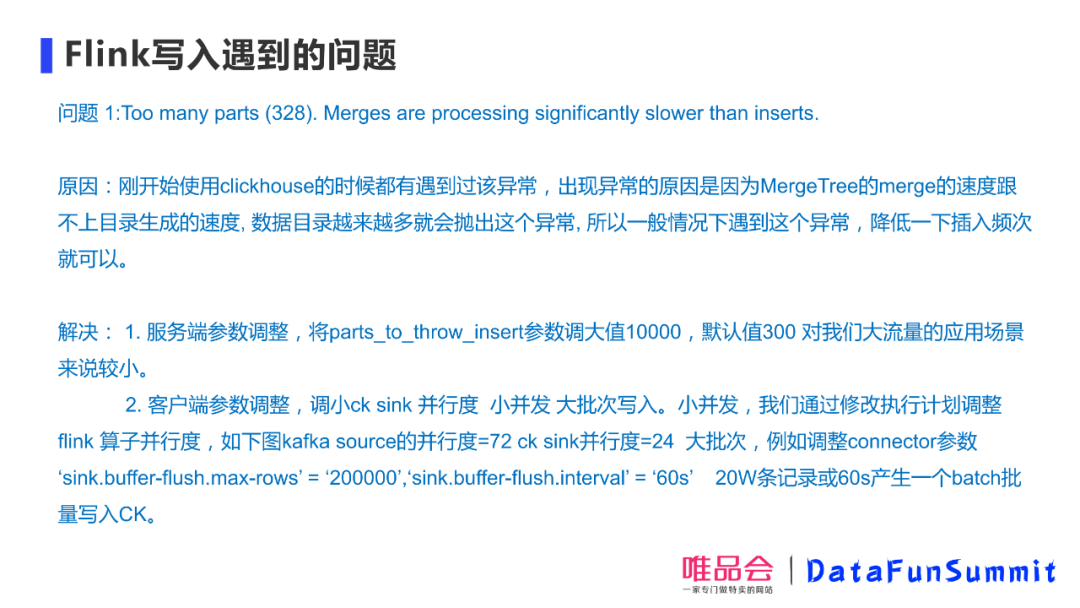 Flink写入遇到的问题
问题 1:Too many parts (328). Merges are processing significantly slower than inserts.
原因：刚开始使用clickhouse的时候都有遇到过该异常，出现异常的原因是因为MergeTree的merge的速度跟
不上目录生成的速度, 数据目录越来越多就会抛出这个异常, 所以一般情况下遇到这个异常，降低一下插入频次
就可以。
解决： 1. 服务端参数调整，将parts_to_throw_insert参数调大值10000，默认值300 对我们大流量的应用场景
来说较小。
2. 客户端参数调整，调小ck sink 并行度 小并发 大批次写入。小并发，我们通过修改执行计划调整
flink 算子并行度，如下图kafka source的并行度=72 ck sink并行度=24 大批次，例如调整connector参数
‘sink.buffer-flush.max-rows’ = ‘200000’,‘sink.buffer-flush.interval’ = ‘60s’ 20W条记录或60s产生一个batch批
量写入CK。
唯品会 | DataFunSummit
一家专门做特卖的网站